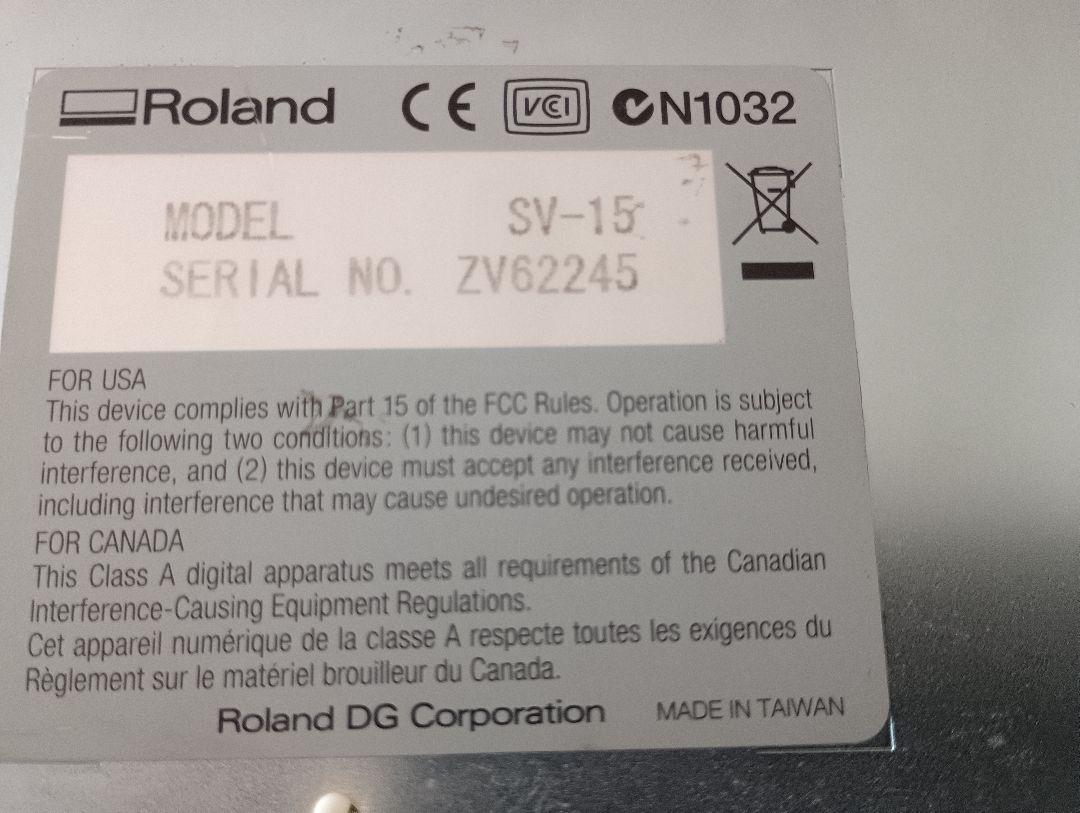 Roland CE VCCI N1032
MODEL SV-15
SERIAL NO. ZV62245
FOR USA
This device complies with Part 15 of the FCC Rules. Operation is subject
to the following two conditions: (1) this device may not cause harmful
interference, and (2) this device must accept any interference received,
including interference that may cause undesired operation.
FOR CANADA
This Class A digital apparatus meets all requirements of the Canadian
Interference-Causing Equipment Regulations.
Cet appareil numérique de la classe A respecte toutes les exigences du
Règlement sur le matériel brouilleur du Canada.
Roland DG Corporation MADE IN TAIWAN